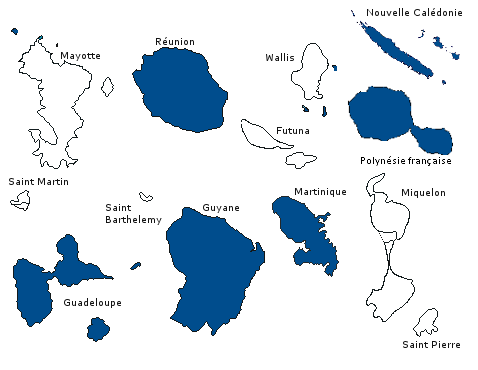 Nouvelle Calédonie
Mayotte
Réunion
Wallis
Futuna
Polynésie française
Saint Martin
Saint
Barthelemy
Guyane
Martinique
Miquelon
Guadeloupe
Saint Pierre